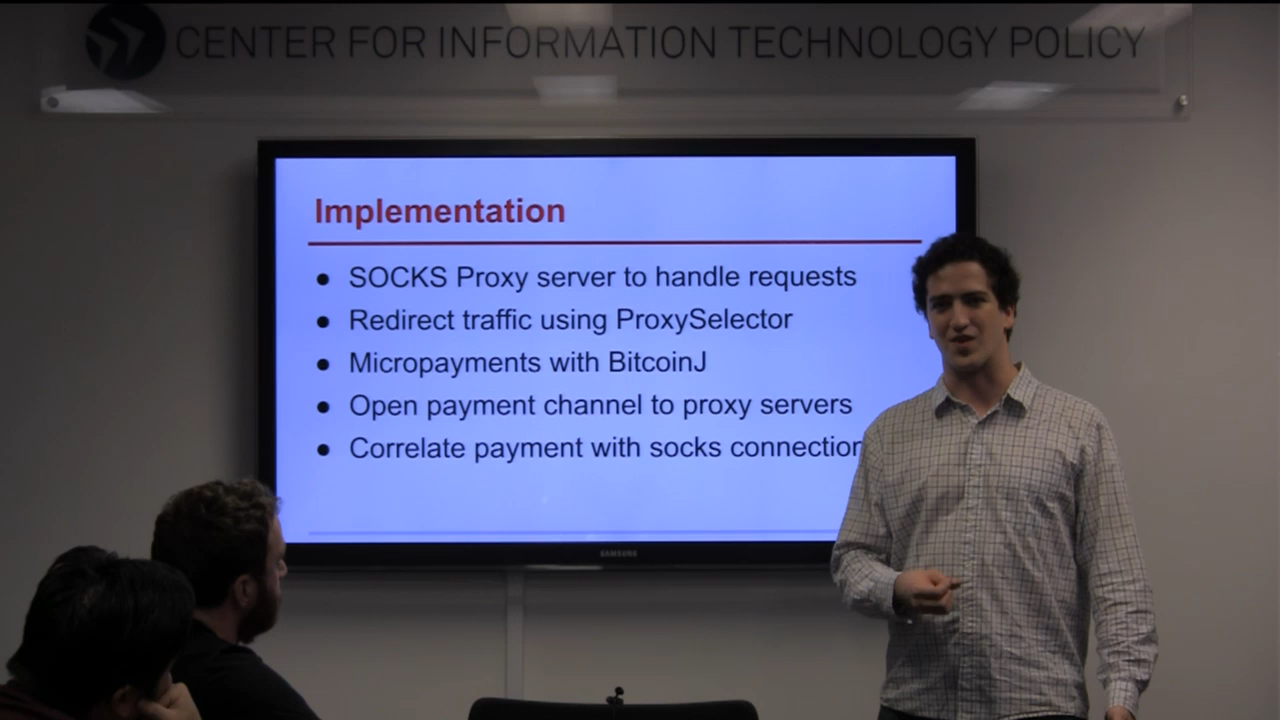 CENTER FOR INFORMATION TECHNOLOGY POLICY
Implementation
● SOCKS Proxy server to handle requests
● Redirect traffic using ProxySelector
● Micropayments with BitcoinJ
● Open payment channel to proxy servers
● Correlate payment with socks connection
SAMSUNG